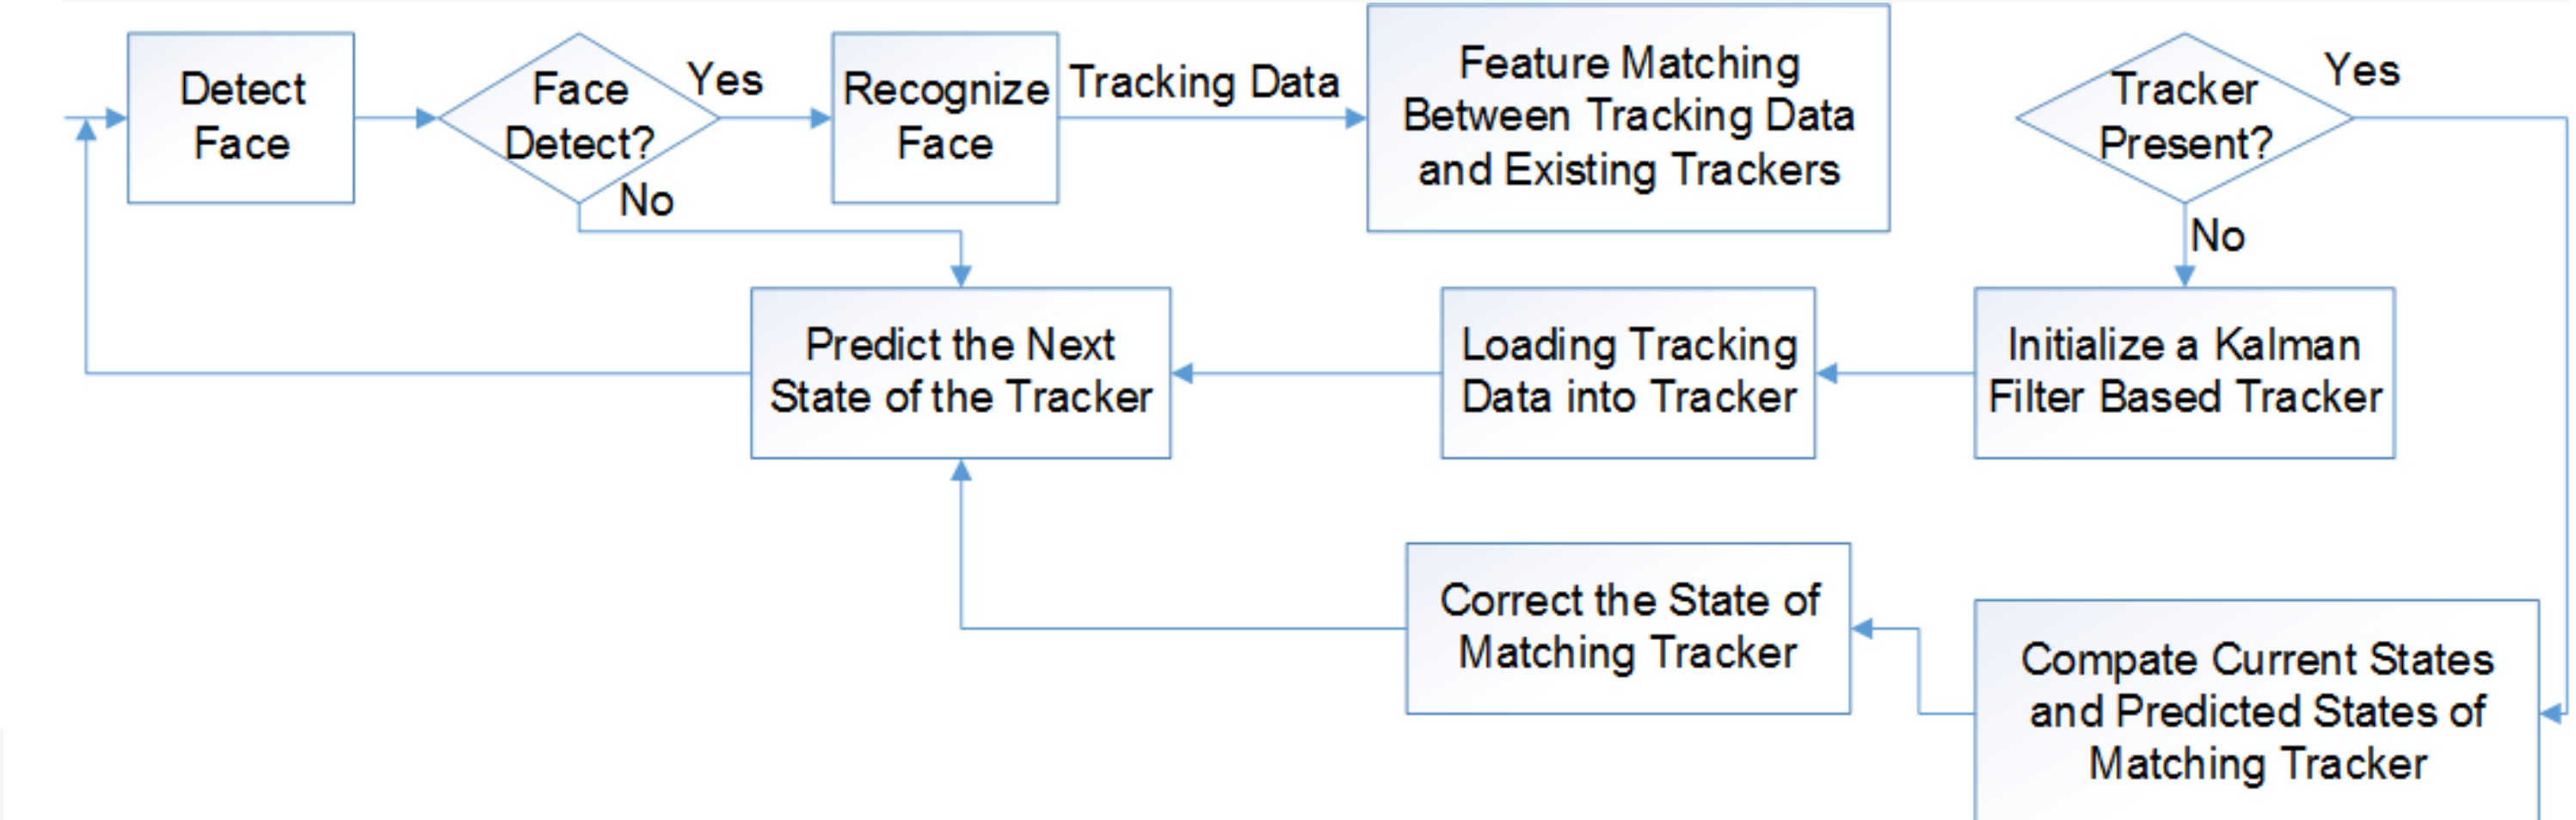 Detect
Face
Face
Detect?
Yes
No
Recognize
Face
Tracking Data
Feature Matching
Between Tracking Data
and Existing Trackers
Tracker
Present?
Yes
No
Predict the Next
State of the Tracker
Loading Tracking
Data into Tracker
Initialize a Kalman
Filter Based Tracker
Correct the State of
Matching Tracker
Compate Current States
and Predicted States of
Matching Tracker